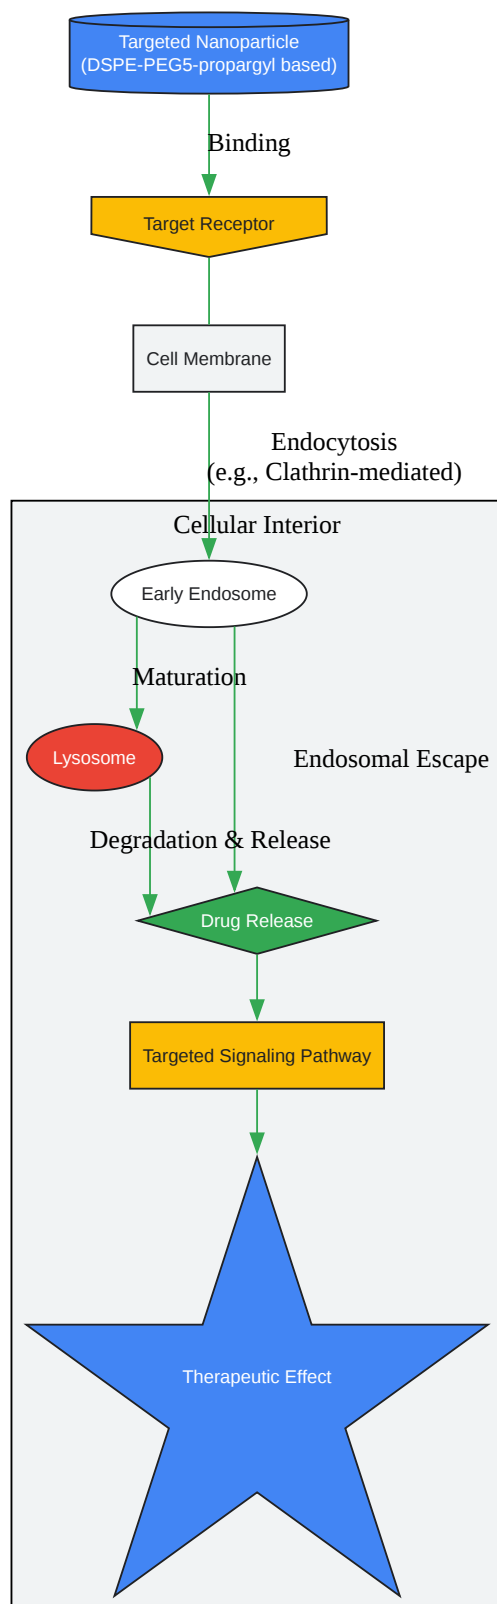 Targeted Nanoparticle
(DSPE-PEG5-propargyl based)
Binding
Target Receptor
Cell Membrane
Endocytosis
(e.g., Clathrin-mediated)
Cellular Interior
Early Endosome
Maturation
Lysosome
Endosomal Escape
Degradation & Release
Drug Release
Targeted Signaling Pathway
Therapeutic Effect